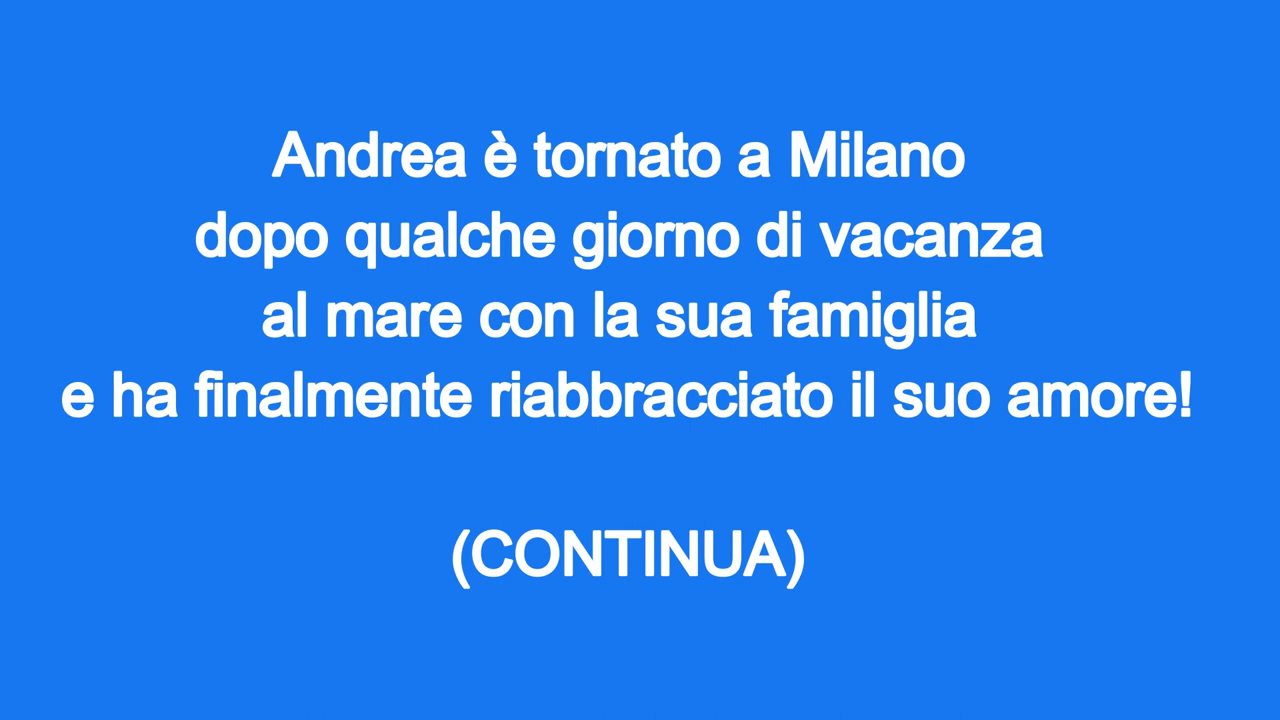 Andrea è tornato a Milano
dopo qualche giorno di vacanza
al mare con la sua famiglia
e ha finalmente riabbracciato il suo amore!
(CONTINUA)